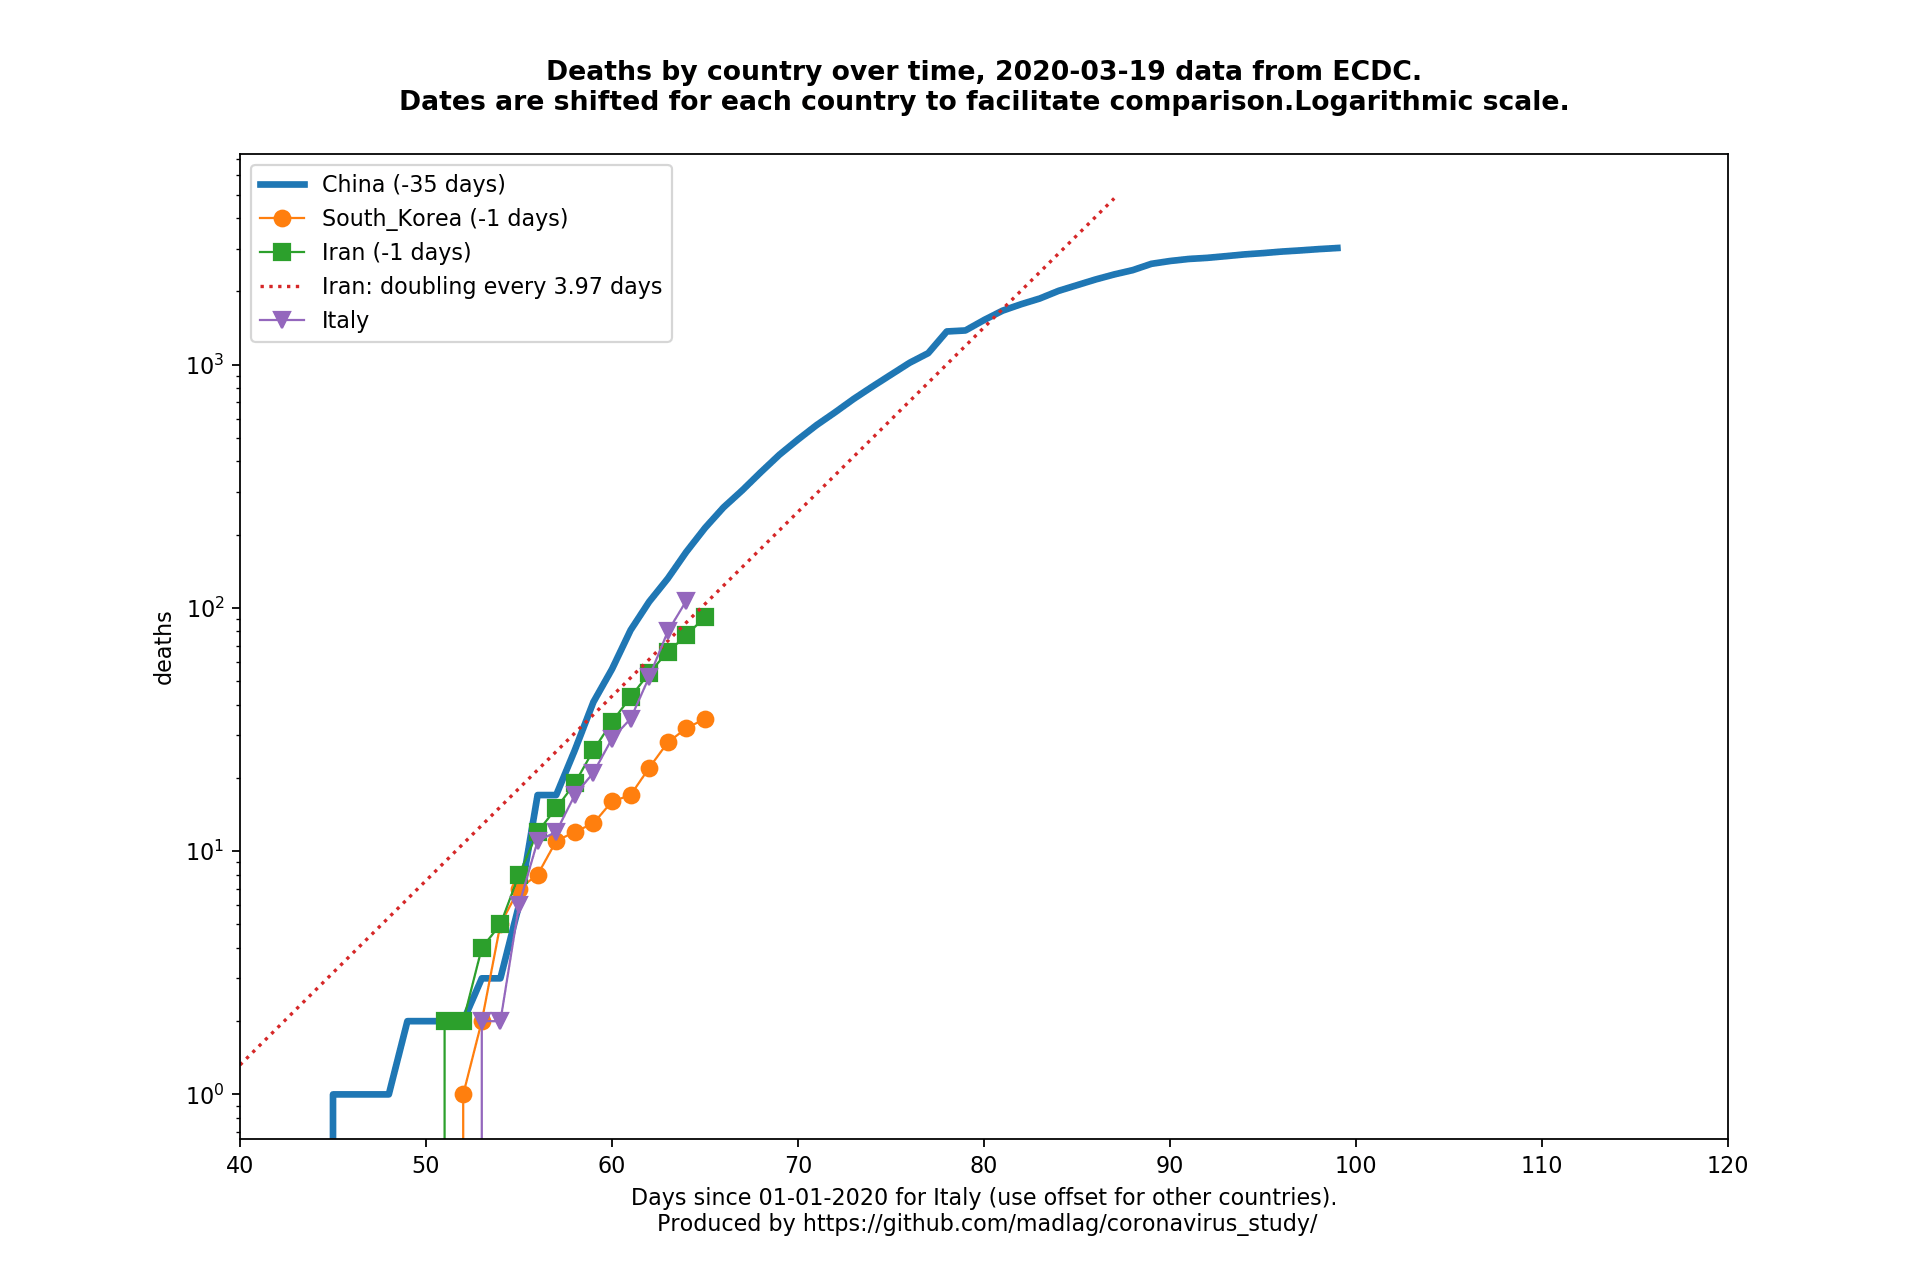 Deaths by country over time, 2020-03-19 data from ECDC.
Dates are shifted for each country to facilitate comparison.Logarithmic scale.
China (-35 days)
South_Korea (-1 days)
Iran (-1 days)
Iran: doubling every 3.97 days
Italy
10³
10²
10¹
10⁰
deaths
40 50 60 70 80 90 100 110 120
Days since 01-01-2020 for Italy (use offset for other countries).
Produced by https://github.com/madlag/coronavirus_study/